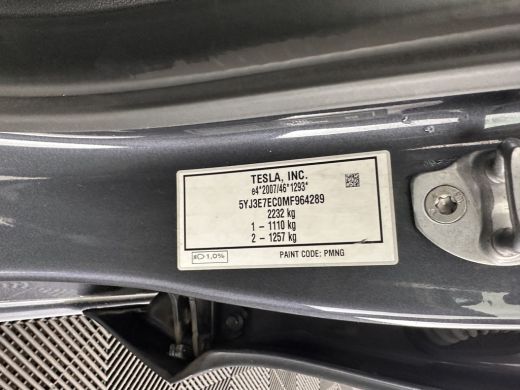 TESLA, INC.
e4*2007/46*1293*
5YJ3E7EC0MF964289
2232 kg
1 - 1110 kg
2 - 1257 kg
1,0%
PAINT CODE: PMNG